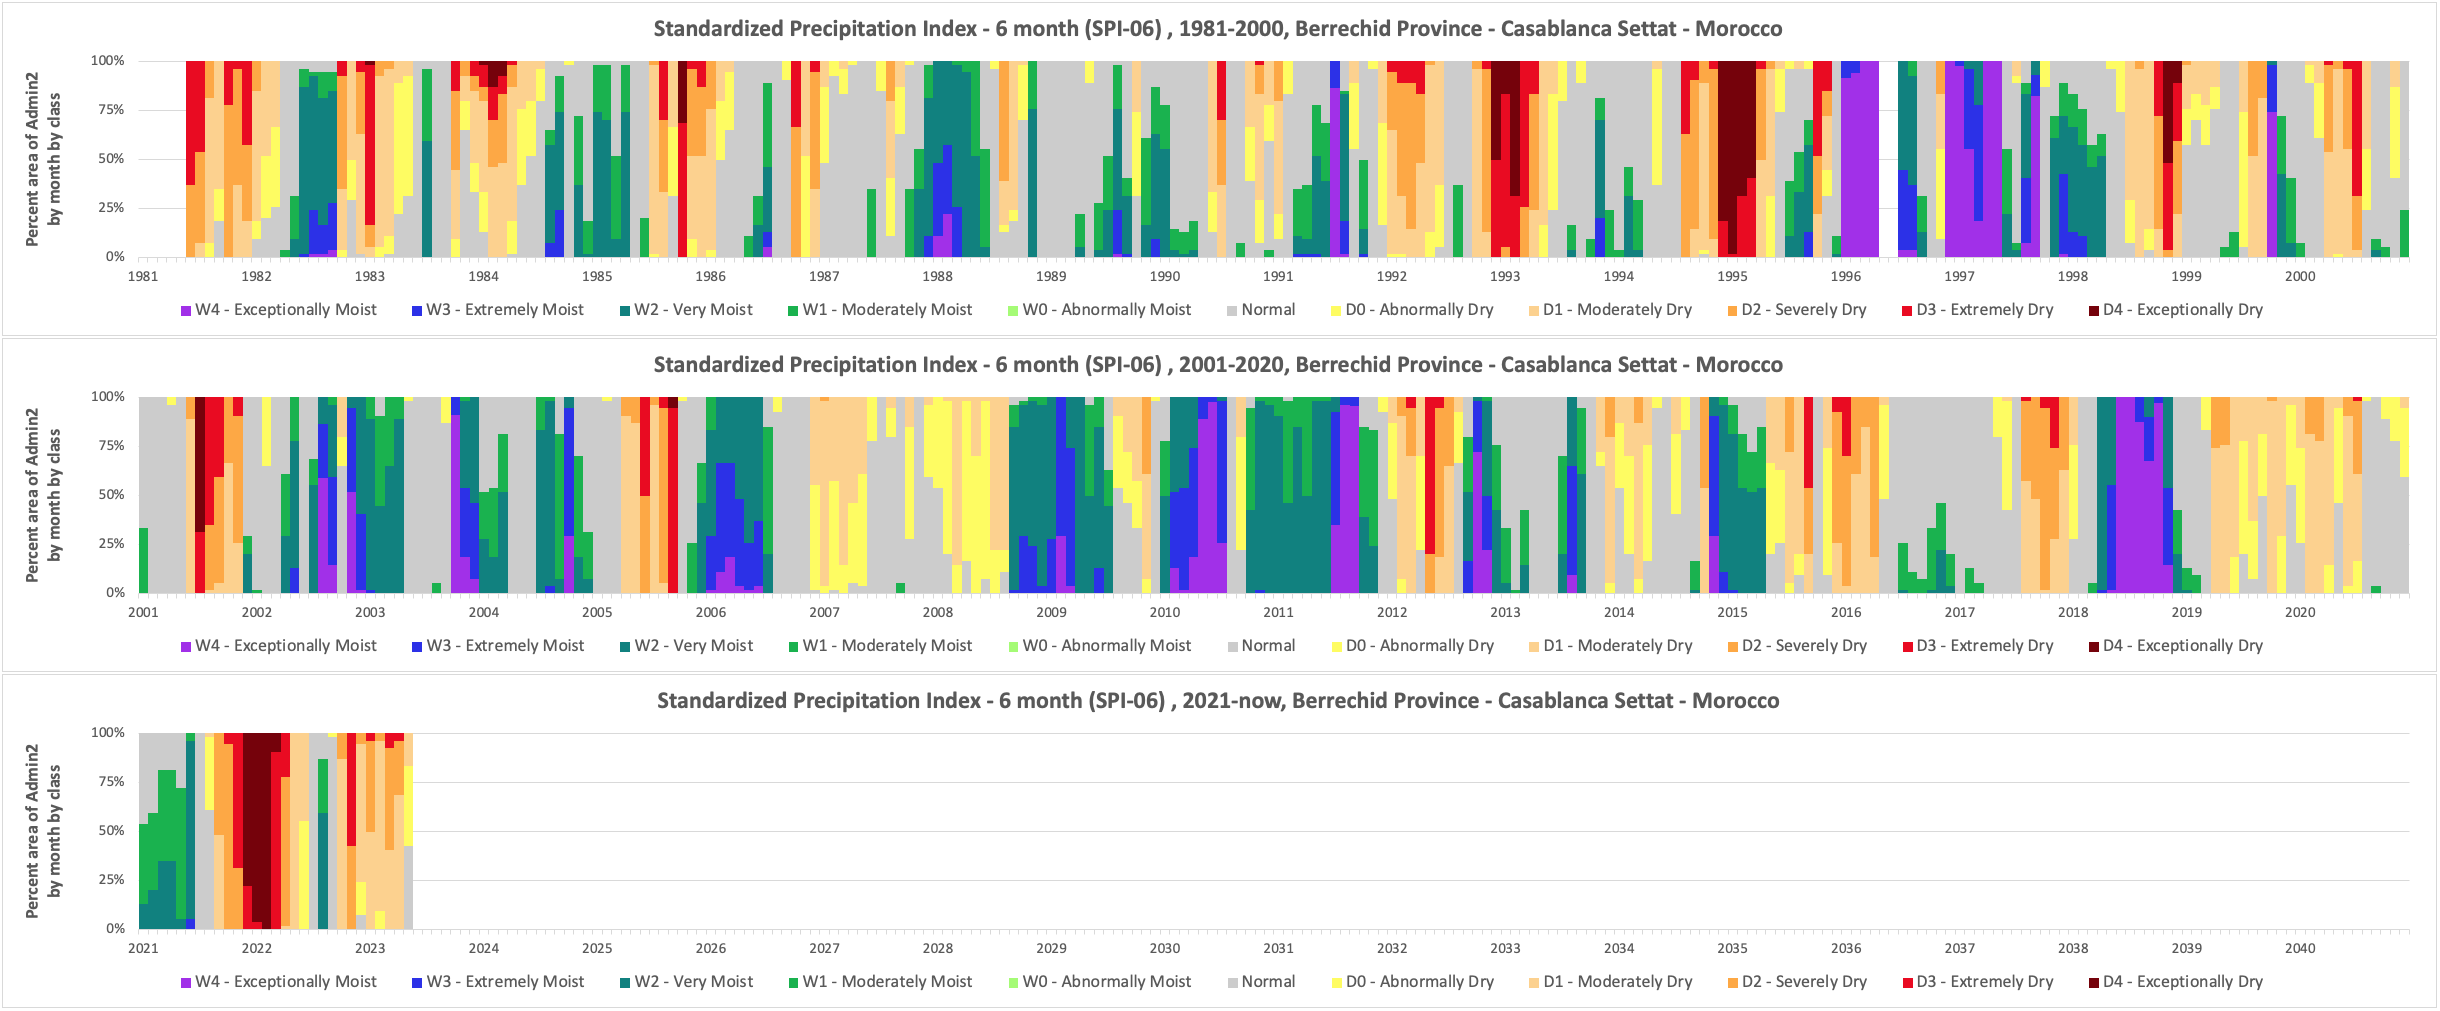 Standardized Precipitation Index - 6 month (SPI-06) , 1981-2000, Berrechid Province - Casablanca Settat - Morocco
Percent area of Admin2
by month by class
100%
75%
50%
25%
0%
1981 1982 1983 1984 1985 1986 1987 1988 1989 1990 1991 1992 1993 1994 1995 1996 1997 1998 1999 2000
W4 - Exceptionally Moist W3 - Extremely Moist W2 - Very Moist W1 - Moderately Moist W0 - Abnormally Moist Normal D0 - Abnormally Dry D1 - Moderately Dry D2 - Severely Dry D3 - Extremely Dry D4 - Exceptionally Dry
Standardized Precipitation Index - 6 month (SPI-06) , 2001-2020, Berrechid Province - Casablanca Settat - Morocco
Percent area of Admin2
by month by class
100%
75%
50%
25%
0%
2001 2002 2003 2004 2005 2006 2007 2008 2009 2010 2011 2012 2013 2014 2015 2016 2017 2018 2019 2020
W4 - Exceptionally Moist W3 - Extremely Moist W2 - Very Moist W1 - Moderately Moist W0 - Abnormally Moist Normal D0 - Abnormally Dry D1 - Moderately Dry D2 - Severely Dry D3 - Extremely Dry D4 - Exceptionally Dry
Standardized Precipitation Index - 6 month (SPI-06) , 2021-now, Berrechid Province - Casablanca Settat - Morocco
Percent area of Admin2
by month by class
100%
75%
50%
25%
0%
2021 2022 2023 2024 2025 2026 2027 2028 2029 2030 2031 2032 2033 2034 2035 2036 2037 2038 2039 2040
W4 - Exceptionally Moist W3 - Extremely Moist W2 - Very Moist W1 - Moderately Moist W0 - Abnormally Moist Normal D0 - Abnormally Dry D1 - Moderately Dry D2 - Severely Dry D3 - Extremely Dry D4 - Exceptionally Dry